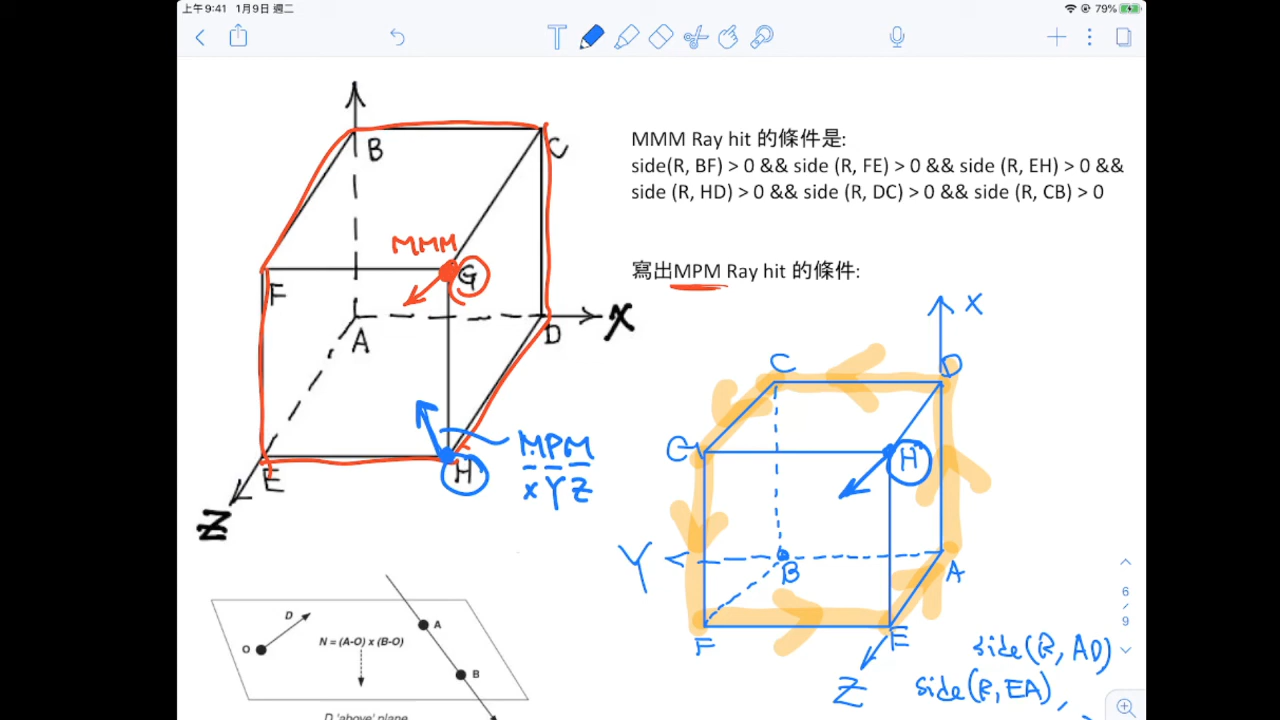 上午9:41 1月9日 週二
79%
T
MMM Ray hit 的條件是:
side(R, BF) > 0 && side (R, FE) > 0 && side (R, EH) > 0 &&
side (R, HD) > 0 && side (R, DC) > 0 && side (R, CB) > 0
寫出MPM Ray hit 的條件:
B
C
MMM
G
F
A
D
X
E
H
Z
MPM
X Y Z
X
C
D
G
H
Y
B
A
F
E
Z
side(R, AD)
side(R, EA),
6
/
9
D
O
N = (A-O) x (B-O)
A
B
D 'above' plane